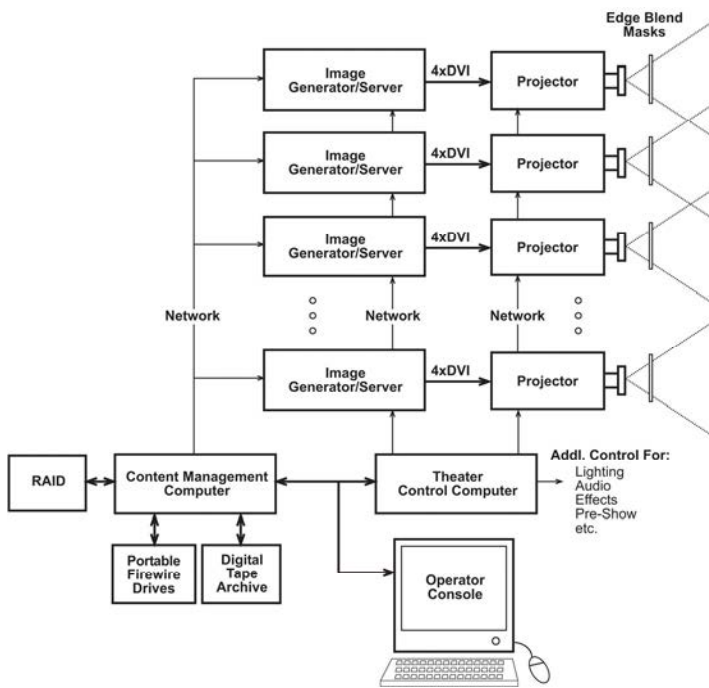 Edge Blend
Masks
Image
Generator/Server
4xDVI
Projector
Image
Generator/Server
4xDVI
Projector
Image
Generator/Server
4xDVI
Projector
Network
Network
Network
Image
Generator/Server
4xDVI
Projector
RAID
Content Management
Computer
Theater
Control Computer
Addl. Control For:
Lighting
Audio
Effects
Pre-Show
etc.
Portable
Firewire
Drives
Digital
Tape
Archive
Operator
Console